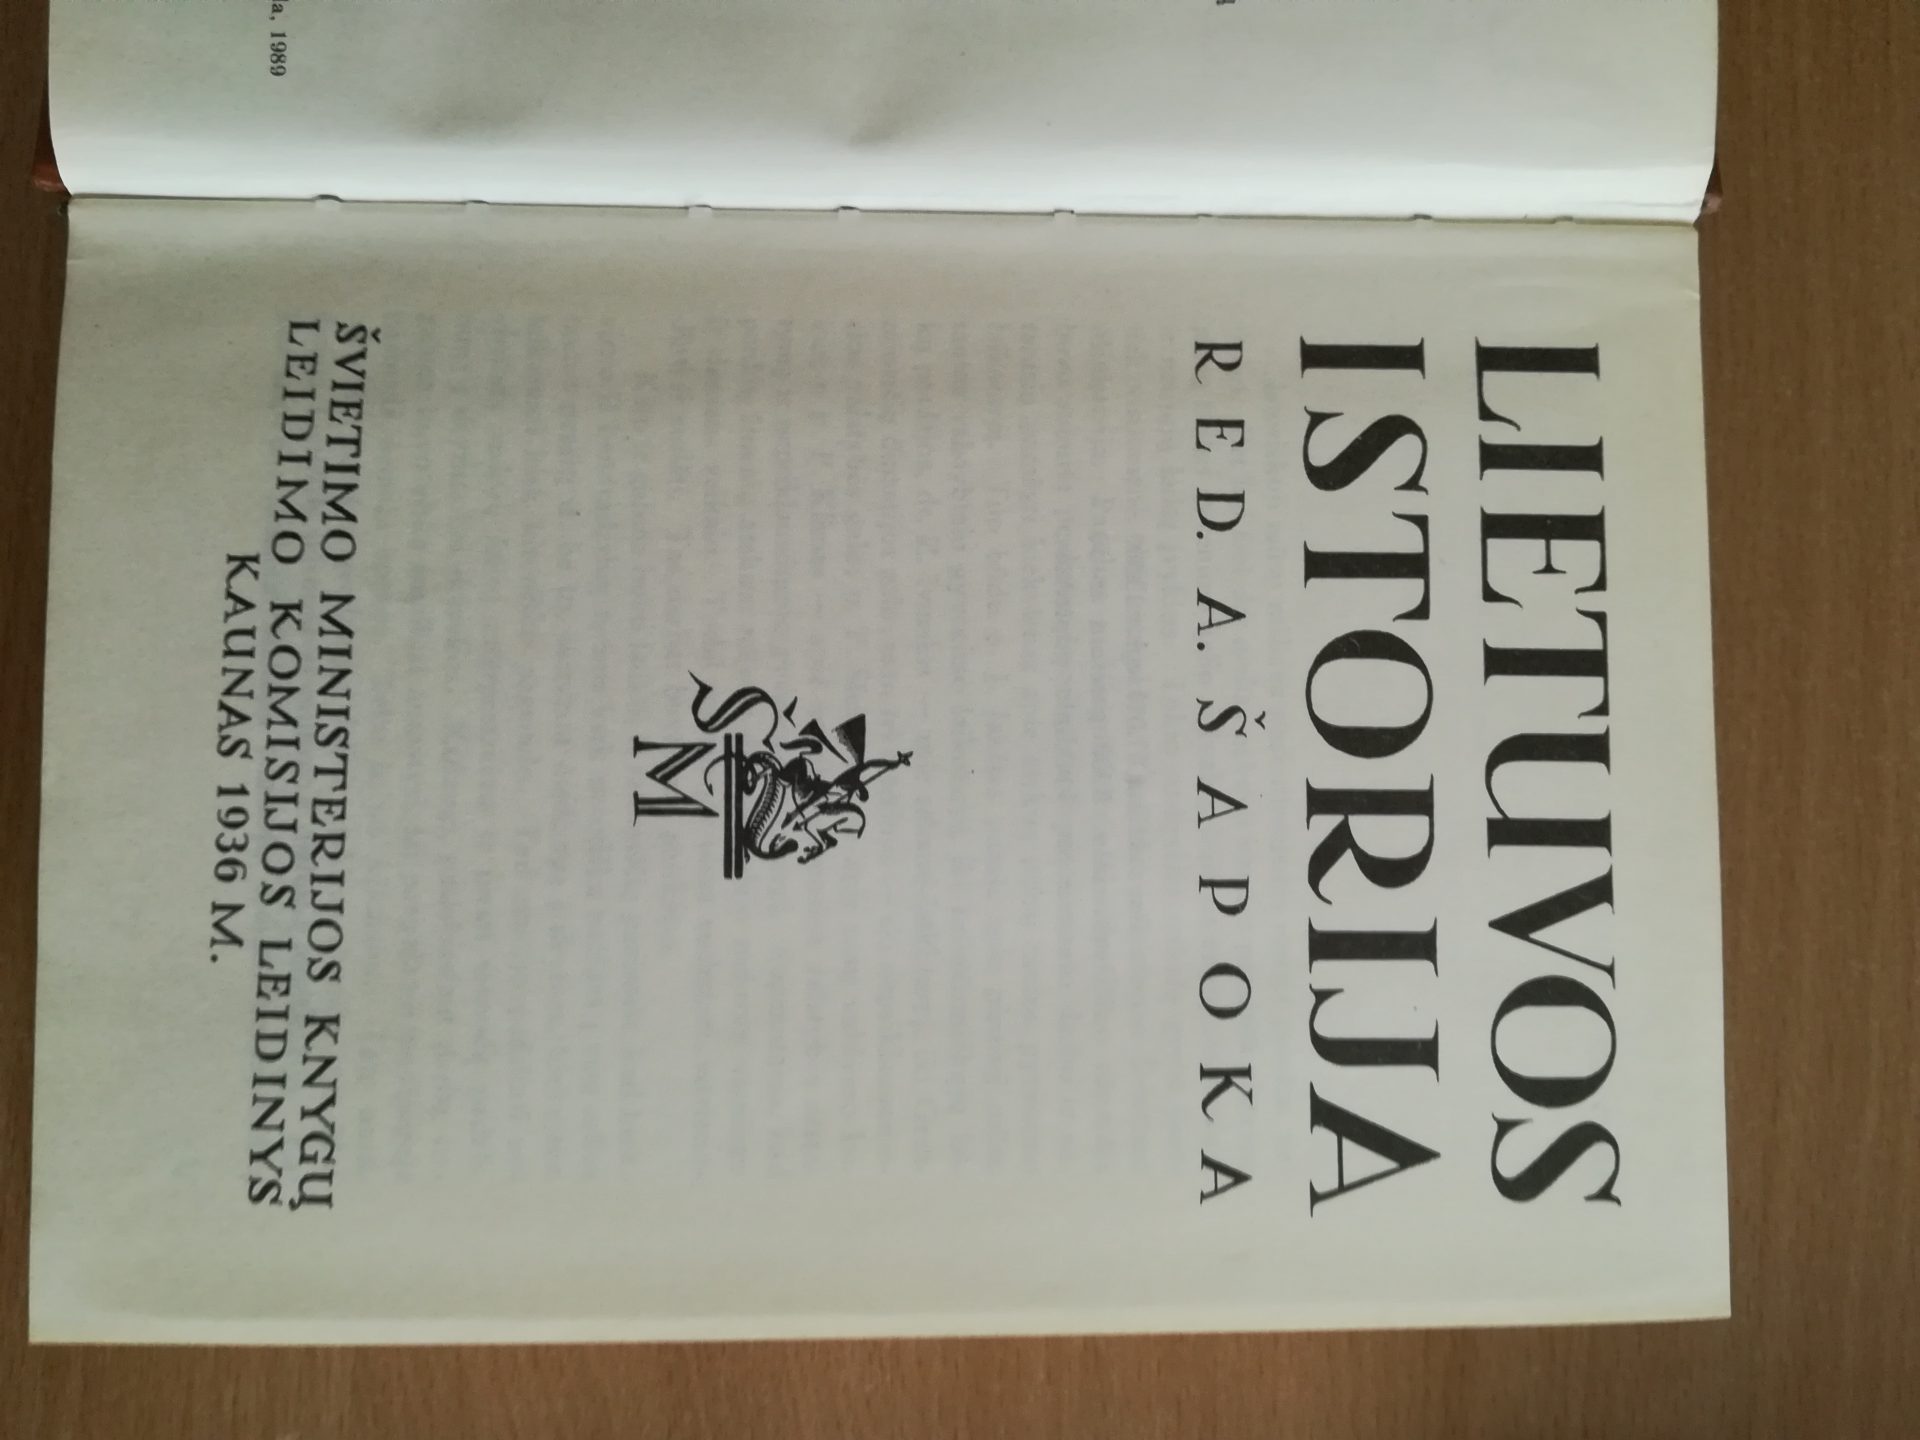 1989
LIETUVOS
ISTORIJA
RED. A. ŠAPOKA
ŠM
ŠVIETIMO MINISTERIJOS KNYGŲ
LEIDIMO KOMISIJOS LEIDINYS
KAUNAS 1936 M.